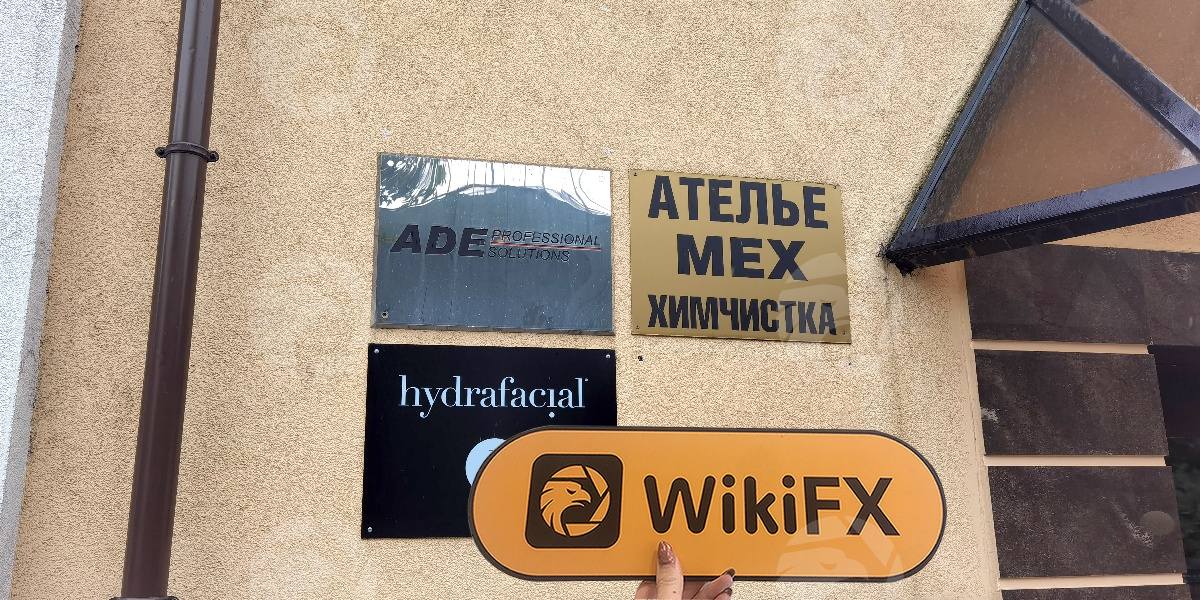 ADE PROFESSIONAL
SOLUTIONS
АТЕЛЬЕ
МЕХ
ХИМЧИСТКА
hydrafacial
WikiFX